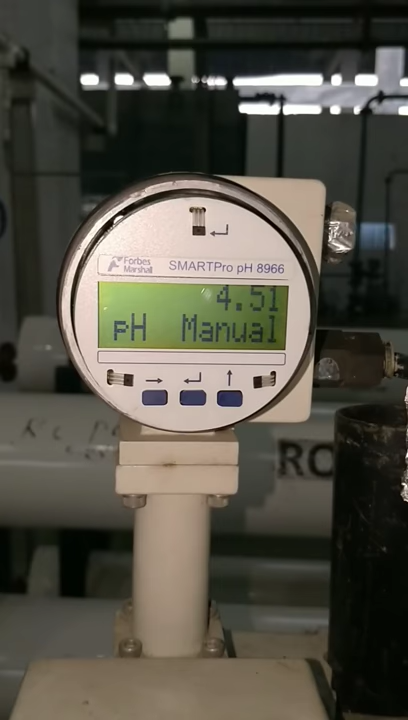 Forbes
Marshall
SMARTPro pH 8966
4.51
pH Manual
RO